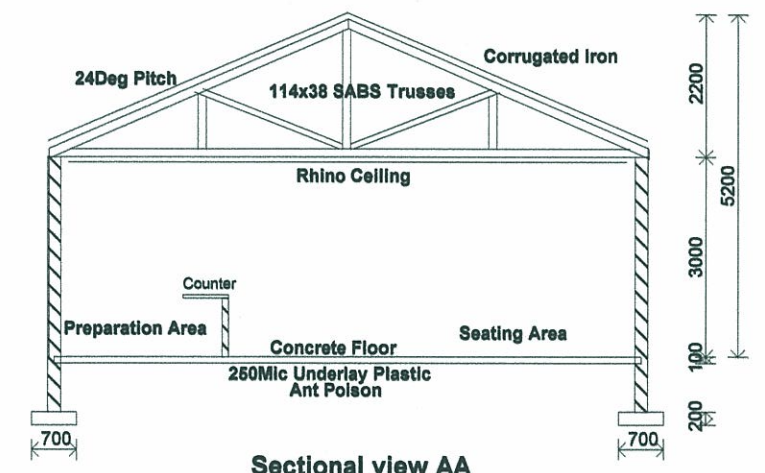 Corrugated Iron
24Deg Pitch
114x38 SABS Trusses
2200
Rhino Ceiling
5200
3000
Counter
Preparation Area
Seating Area
Concrete Floor
100
250Mic Underlay Plastic
Ant Poison
200
700
700
Sectional view AA